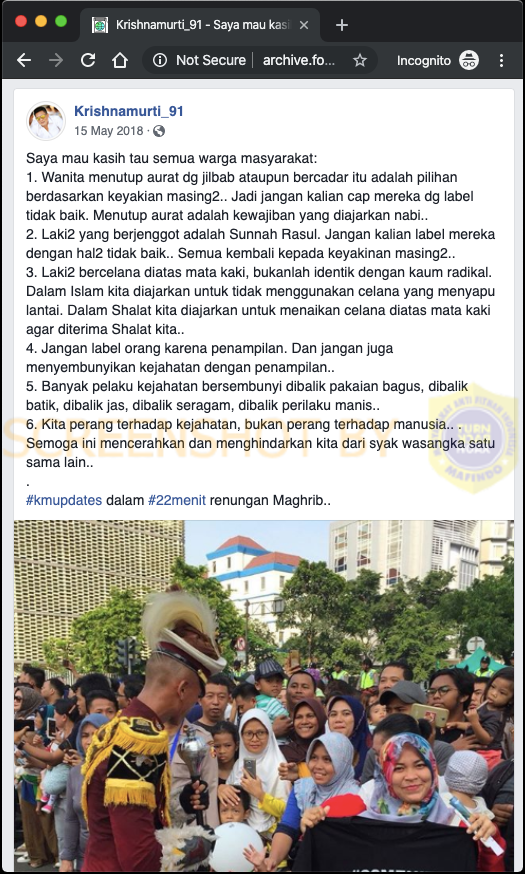 Krishnamurti_91 - Saya mau kasi
Not Secure
archive.fo...
Incognito
Krishnamurti_91
15 May 2018 ·
Saya mau kasih tau semua warga masyarakat:
1. Wanita menutup aurat dg jilbab ataupun bercadar itu adalah pilihan
berdasarkan keyakian masing2.. Jadi jangan kalian cap mereka dg label
tidak baik. Menutup aurat adalah kewajiban yang diajarkan nabi..
2. Laki2 yang berjenggot adalah Sunnah Rasul. Jangan kalian label mereka
dengan hal2 tidak baik.. Semua kembali kepada keyakinan masing2..
3. Laki2 bercelana diatas mata kaki, bukanlah identik dengan kaum radikal.
Dalam Islam kita diajarkan untuk tidak menggunakan celana yang menyapu
lantai. Dalam Shalat kita diajarkan untuk menaikan celana diatas mata kaki
agar diterima Shalat kita..
4. Jangan label orang karena penampilan. Dan jangan juga
menyembunyikan kejahatan dengan penampilan..
5. Banyak pelaku kejahatan bersembunyi dibalik pakaian bagus, dibalik
batik, dibalik jas, dibalik seragam, dibalik perilaku manis..
6. Kita perang terhadap kejahatan, bukan perang terhadap manusia.. .
Semoga ini mencerahkan dan menghindarkan kita dari syak wasangka satu
sama lain..
.
#kmupdates dalam #22menit renungan Maghrib..
SCREENSHOT BY
TURN
BACK
HOAX
MAFINDO